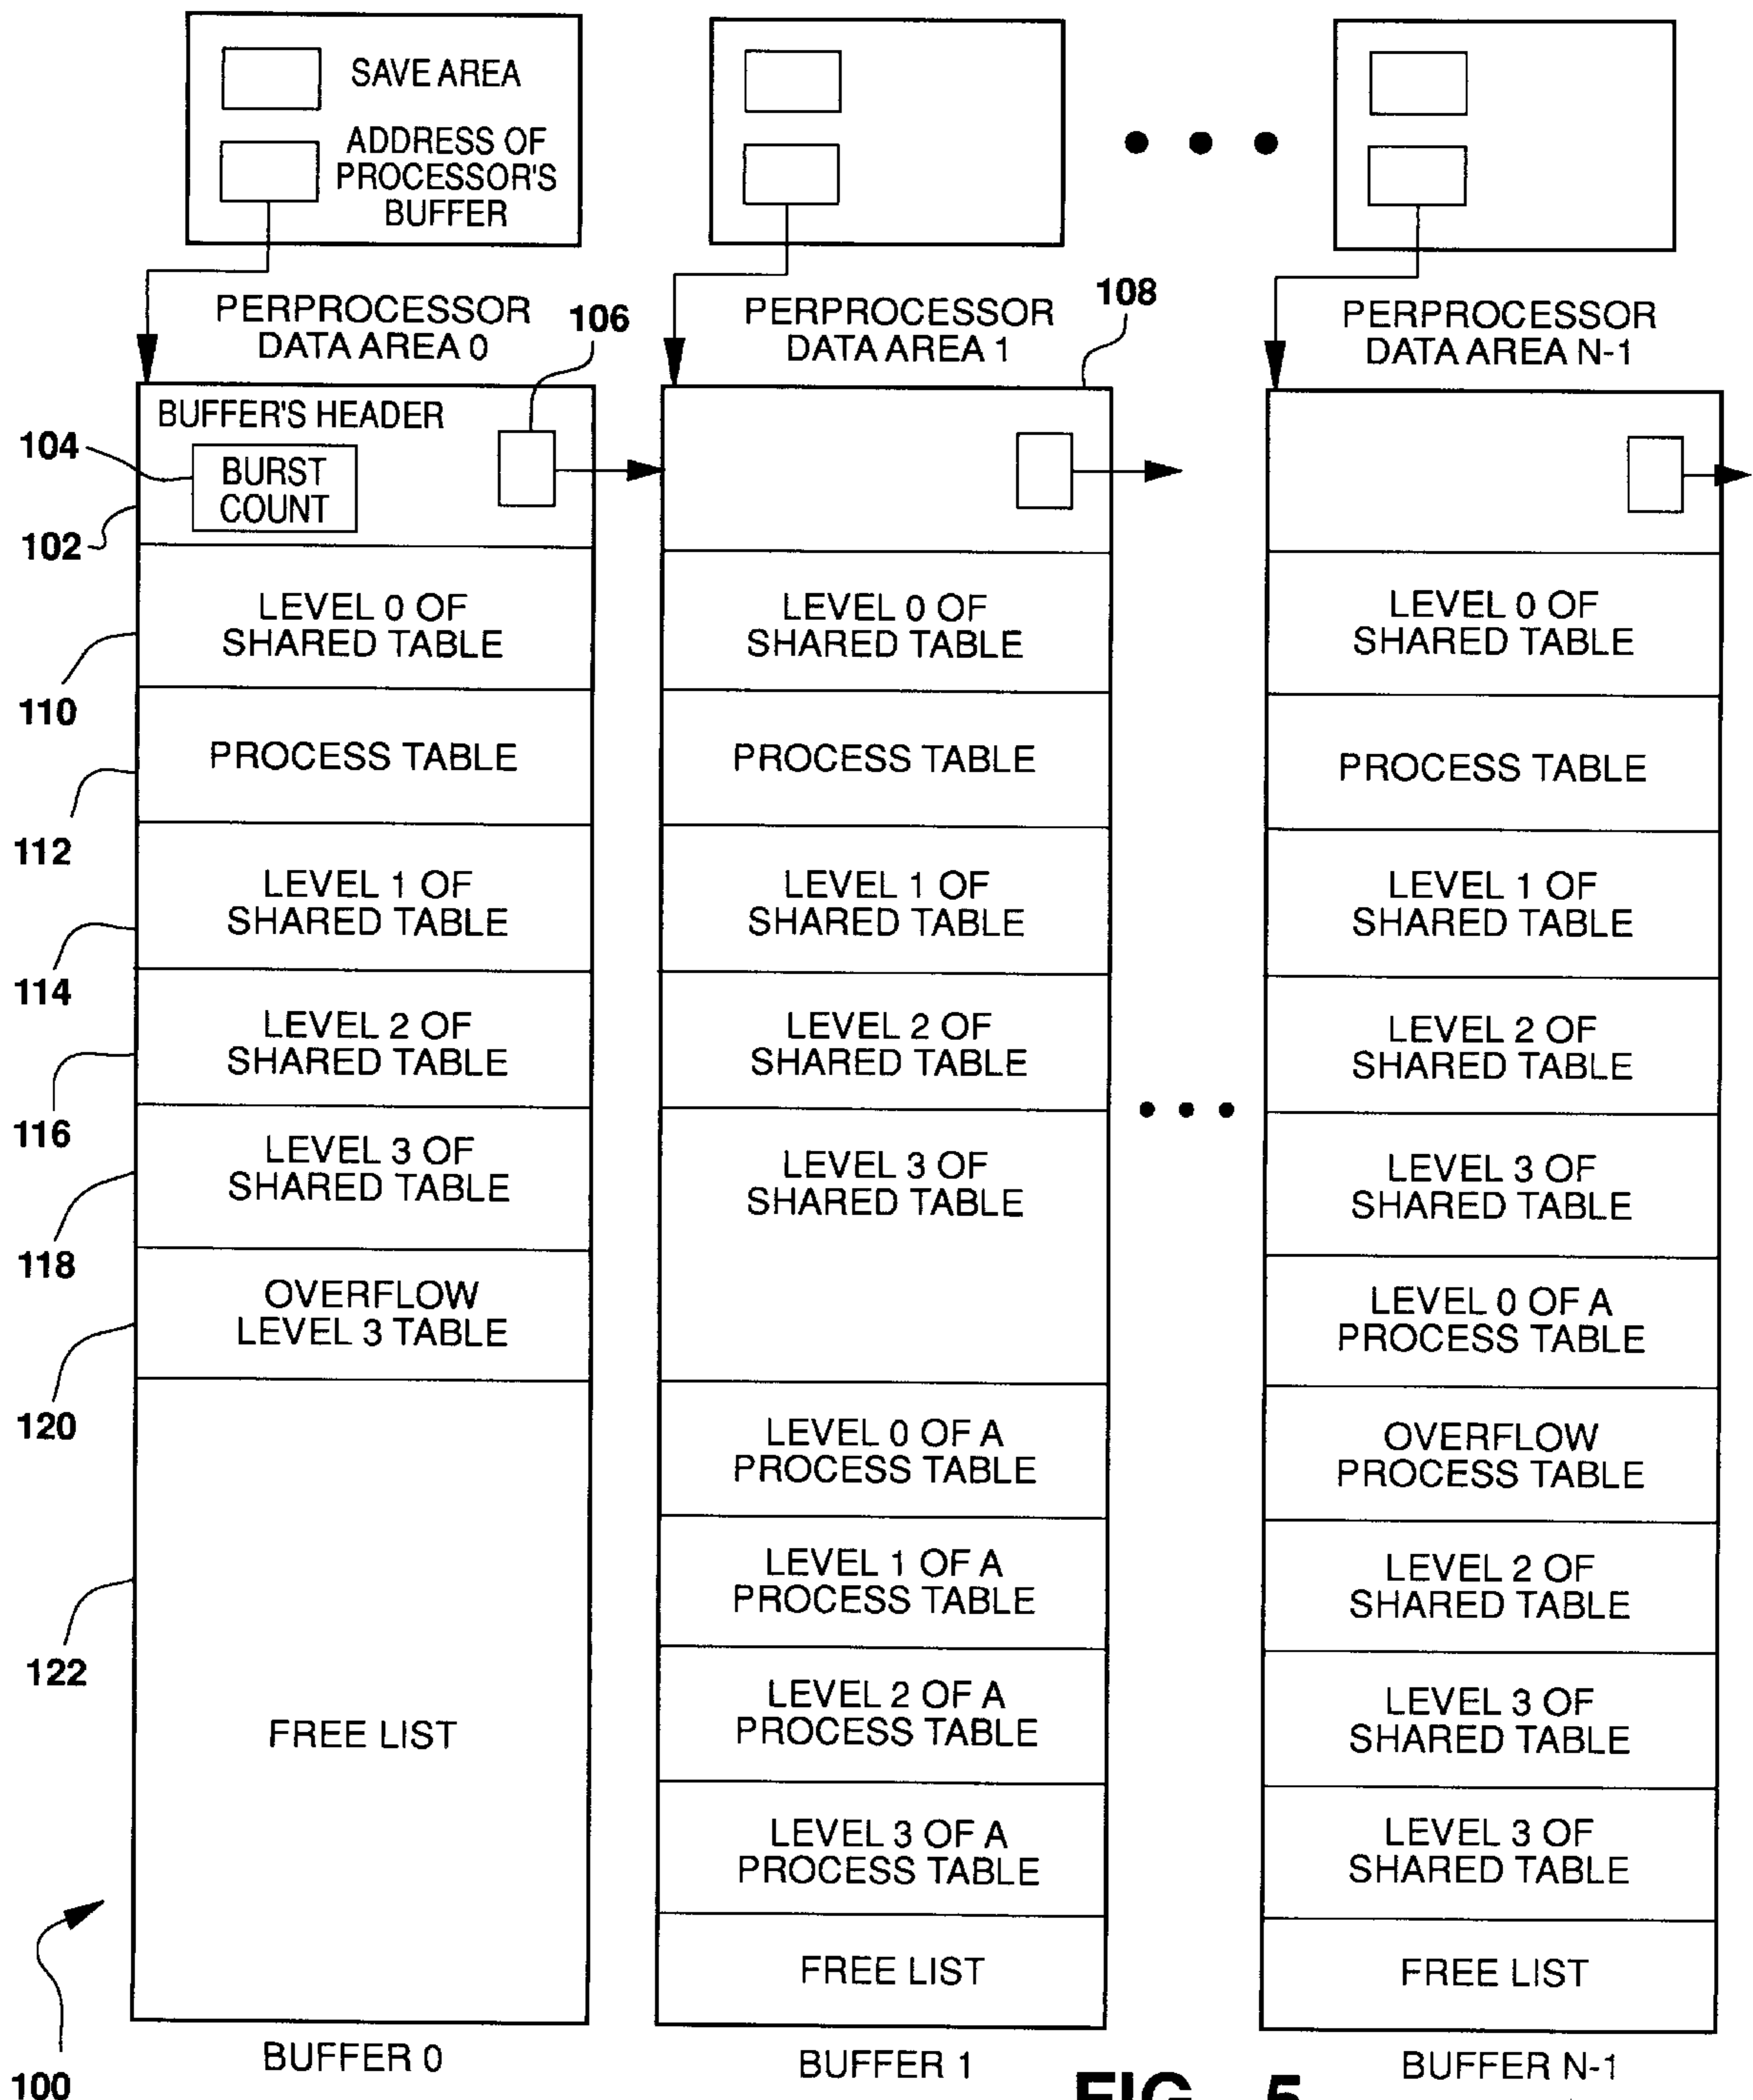 SAVE AREA
ADDRESS OF
PROCESSOR'S
BUFFER
PERPROCESSOR
DATA AREA 0
106
PERPROCESSOR
DATA AREA 1
108
PERPROCESSOR
DATA AREA N-1
BUFFER'S HEADER
104
BURST
COUNT
102
LEVEL 0 OF
SHARED TABLE
110
PROCESS TABLE
112
LEVEL 1 OF
SHARED TABLE
114
LEVEL 2 OF
SHARED TABLE
116
LEVEL 3 OF
SHARED TABLE
118
OVERFLOW
LEVEL 3 TABLE
120
122
FREE LIST
100
BUFFER 0
LEVEL 0 OF
SHARED TABLE
PROCESS TABLE
LEVEL 1 OF
SHARED TABLE
LEVEL 2 OF
SHARED TABLE
LEVEL 3 OF
SHARED TABLE
LEVEL 0 OF A
PROCESS TABLE
LEVEL 1 OF A
PROCESS TABLE
LEVEL 2 OF A
PROCESS TABLE
LEVEL 3 OF A
PROCESS TABLE
FREE LIST
BUFFER 1
LEVEL 0 OF
SHARED TABLE
PROCESS TABLE
LEVEL 1 OF
SHARED TABLE
LEVEL 2 OF
SHARED TABLE
LEVEL 3 OF
SHARED TABLE
LEVEL 0 OF A
PROCESS TABLE
OVERFLOW
PROCESS TABLE
LEVEL 2 OF
SHARED TABLE
LEVEL 3 OF
SHARED TABLE
LEVEL 3 OF
SHARED TABLE
FREE LIST
BUFFER N-1
FIG. 5